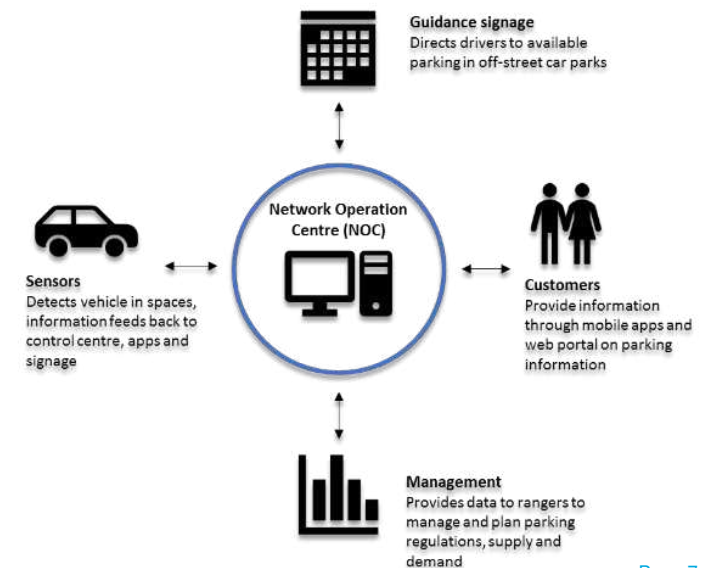 Guidance signage
Directs drivers to available
parking in off-street car parks
Network Operation
Centre (NOC)
Sensors
Detects vehicle in spaces,
information feeds back to
control centre, apps and
signage
Customers
Provide information
through mobile apps and
web portal on parking
information
Management
Provides data to rangers to
manage and plan parking
regulations, supply and
demand